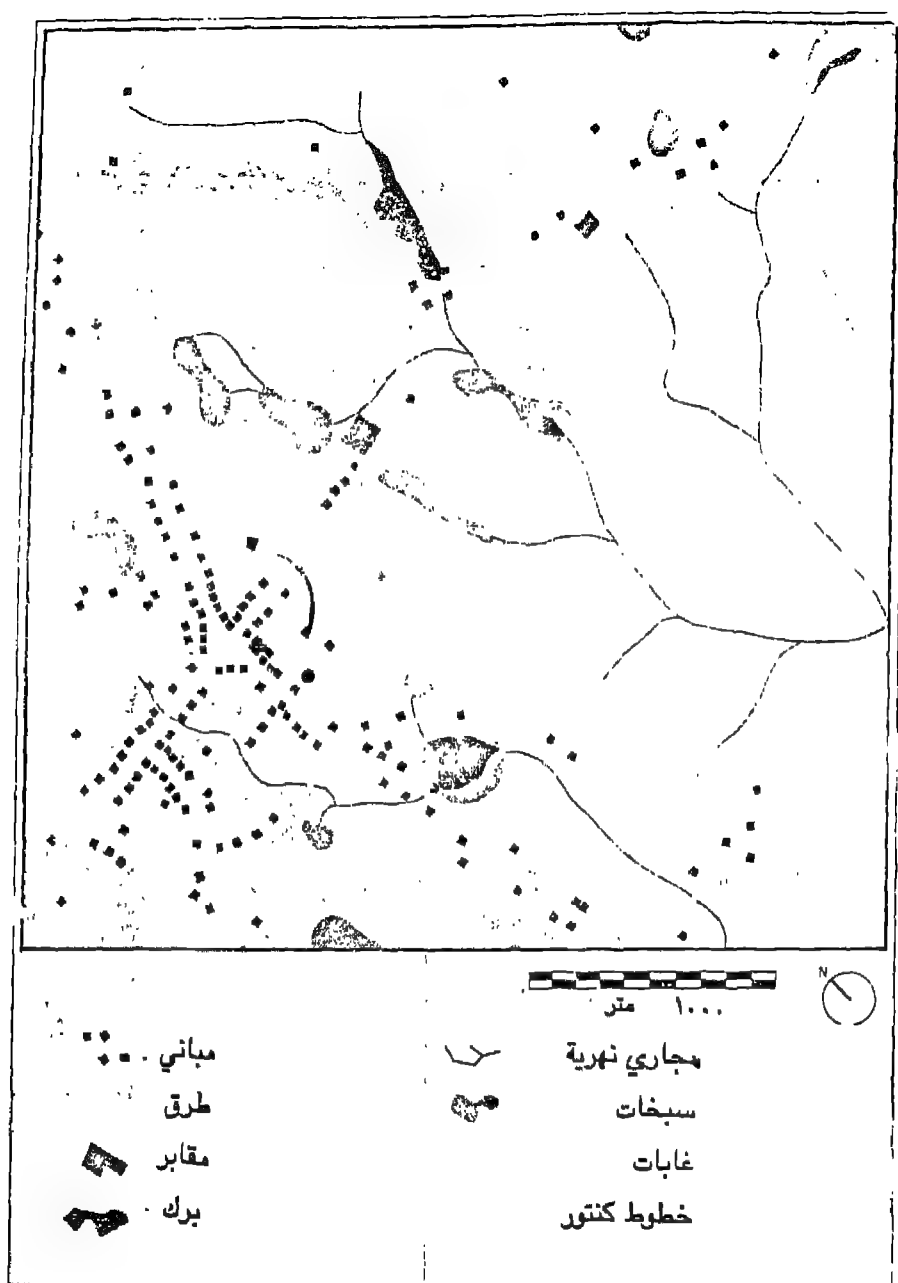 N
١٠٠٠ متر
مجاري نهرية
سبخات
غابات
خطوط كنتور
مباني
طرق
مقابر
برك